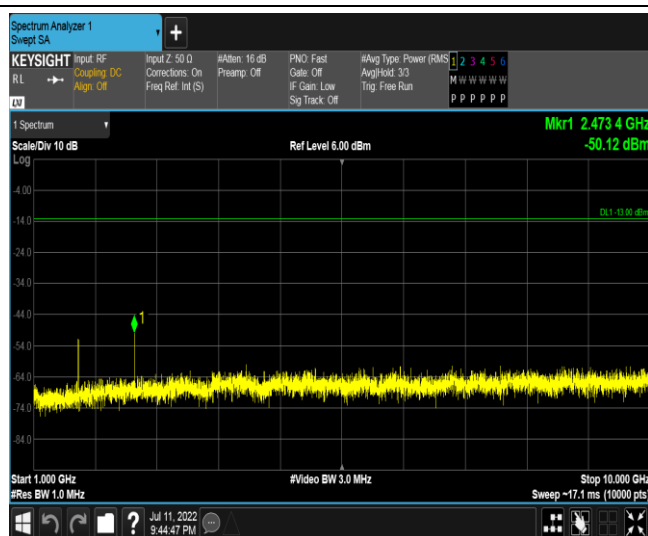 Spectrum Analyzer 1
Swept SA
KEYSIGHT
RL
LXI
Input: RF
Coupling: DC
Align: Off
Input Z: 50 Ω
Corrections: On
Freq Ref: Int (S)
#Atten: 16 dB
Preamp: Off
PNO: Fast
Gate: Off
IF Gain: Low
Sig Track: Off
#Avg Type: Power (RMS
Avg|Hold: 3/3
Trig: Free Run
1 2 3 4 5 6
M W W W W W
P P P P P P
1 Spectrum
Scale/Div 10 dB
Log
Ref Level 6.00 dBm
Mkr1 2.473 4 GHz
-50.12 dBm
-4.00
DL1 -13.00 dBm
-14.0
-24.0
-34.0
-44.0
1
-54.0
-64.0
-74.0
-84.0
Start 1.000 GHz
#Video BW 3.0 MHz
Stop 10.000 GHz
#Res BW 1.0 MHz
Sweep ~17.1 ms (10000 pts)
?
Jul 11, 2022
9:44:47 PM